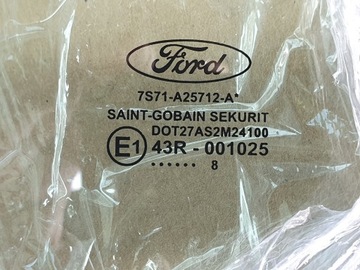 Ford
7S71-A25712-A*
SAINT-GOBAIN SEKURIT
DOT27AS2M24100
E1 43R - 001025
...... 8